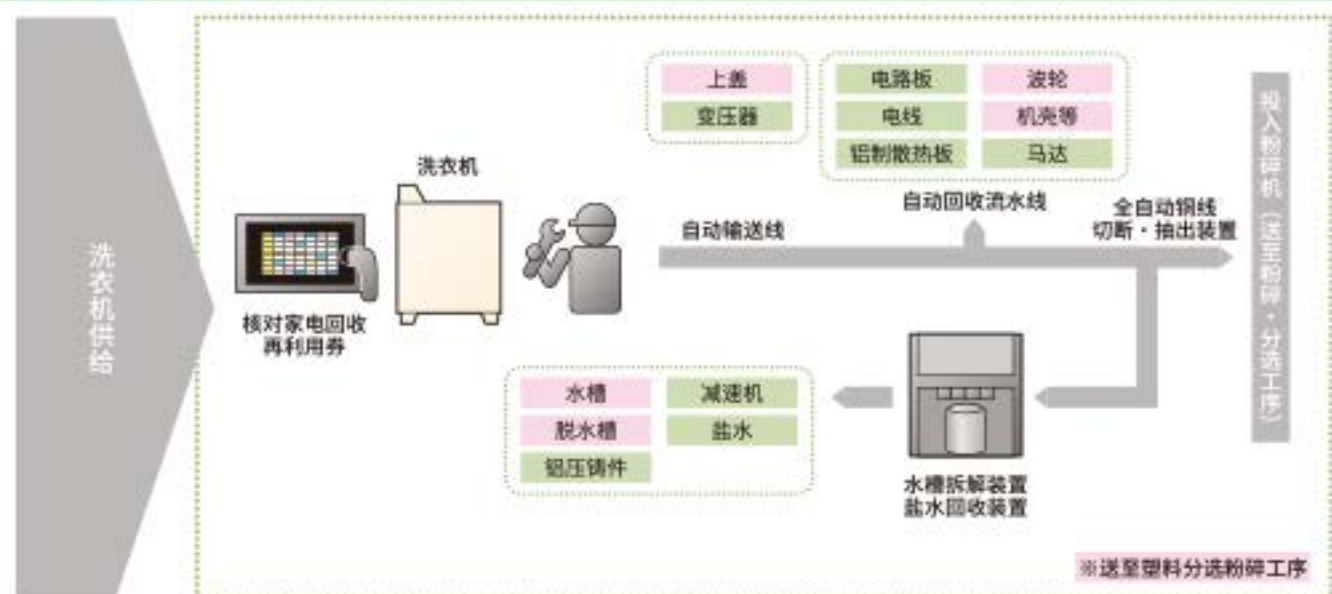 洗衣机供给
核对家电回收
再利用券
洗衣机
上盖
变压器
电路板
波轮
电线
机壳等
铝制散热板
马达
自动输送线
自动回收流水线
全自动铜线
切断・抽出装置
投入粉碎机（送至粉碎・分选工序）
水槽
减速机
脱水槽
盐水
铝压铸件
水槽拆解装置
盐水回收装置
※送至塑料分选粉碎工序